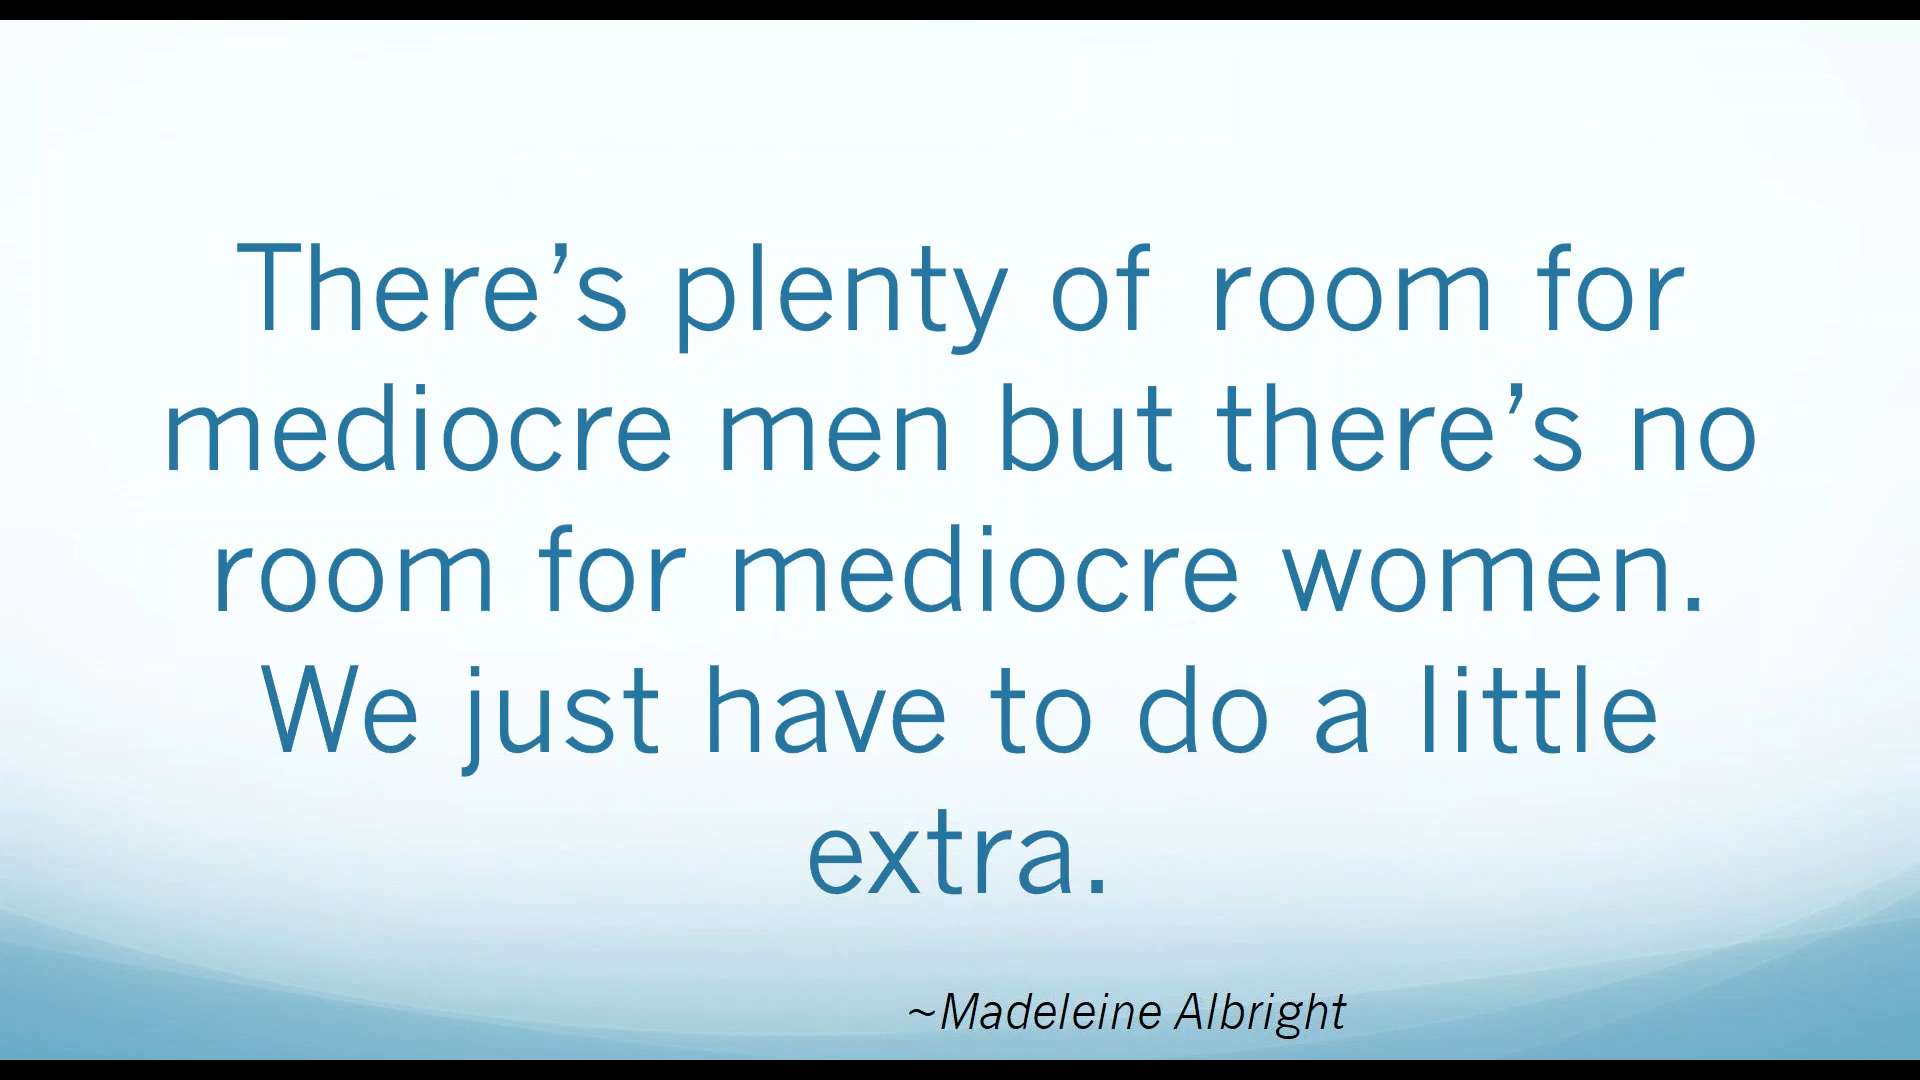 There’s plenty of room for
mediocre men but there’s no
room for mediocre women.
We just have to do a little
extra.
~Madeleine Albright